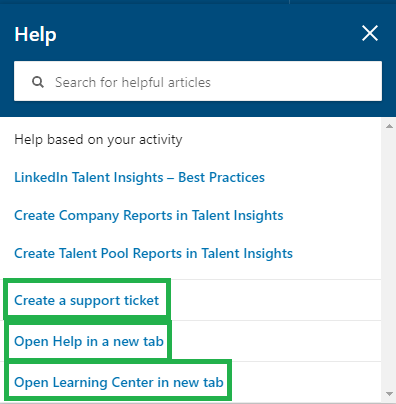 Help
Search for helpful articles
Help based on your activity
LinkedIn Talent Insights – Best Practices
Create Company Reports in Talent Insights
Create Talent Pool Reports in Talent Insights
Create a support ticket
Open Help in a new tab
Open Learning Center in new tab